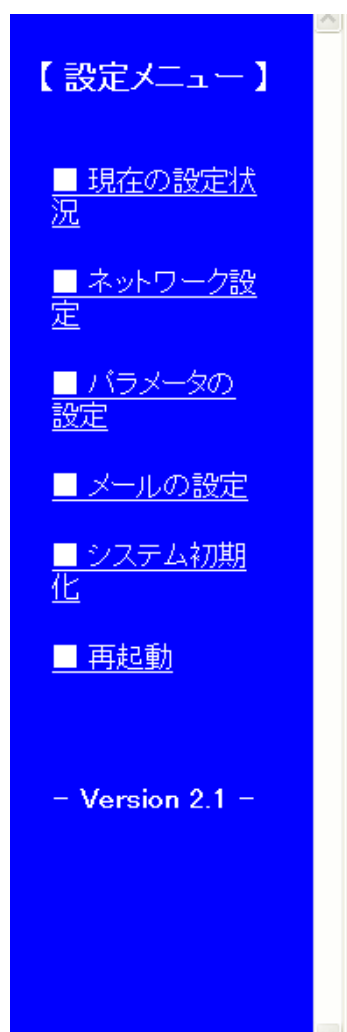 【 設定メニュー 】
■ 現在の設定状
況
■ ネットワーク設
定
■ パラメータの
設定
■ メールの設定
■ システム初期
化
■ 再起動
− Version 2.1 −